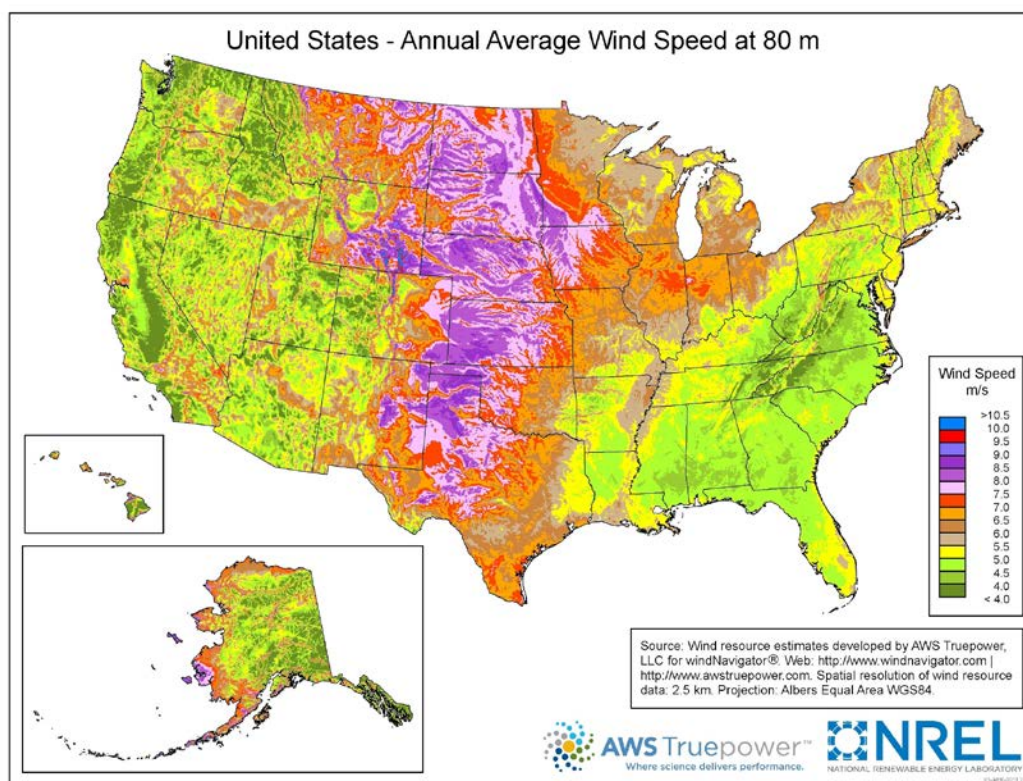 United States - Annual Average Wind Speed at 80 m
Wind Speed
m/s
>10.5
10.0
9.5
9.0
8.5
8.0
7.5
7.0
6.5
6.0
5.5
5.0
4.5
< 4.0
Source: Wind resource estimates developed by AWS Truepower,
LLC for windNavigator®. Web: http://www.windnavigator.com |
http://www.awstruepower.com. Spatial resolution of wind resource
data: 2.5 km. Projection: Albers Equal Area WGS84.
AWS Truepower™
Where science delivers performance.
NREL
NATIONAL RENEWABLE ENERGY LABORATORY